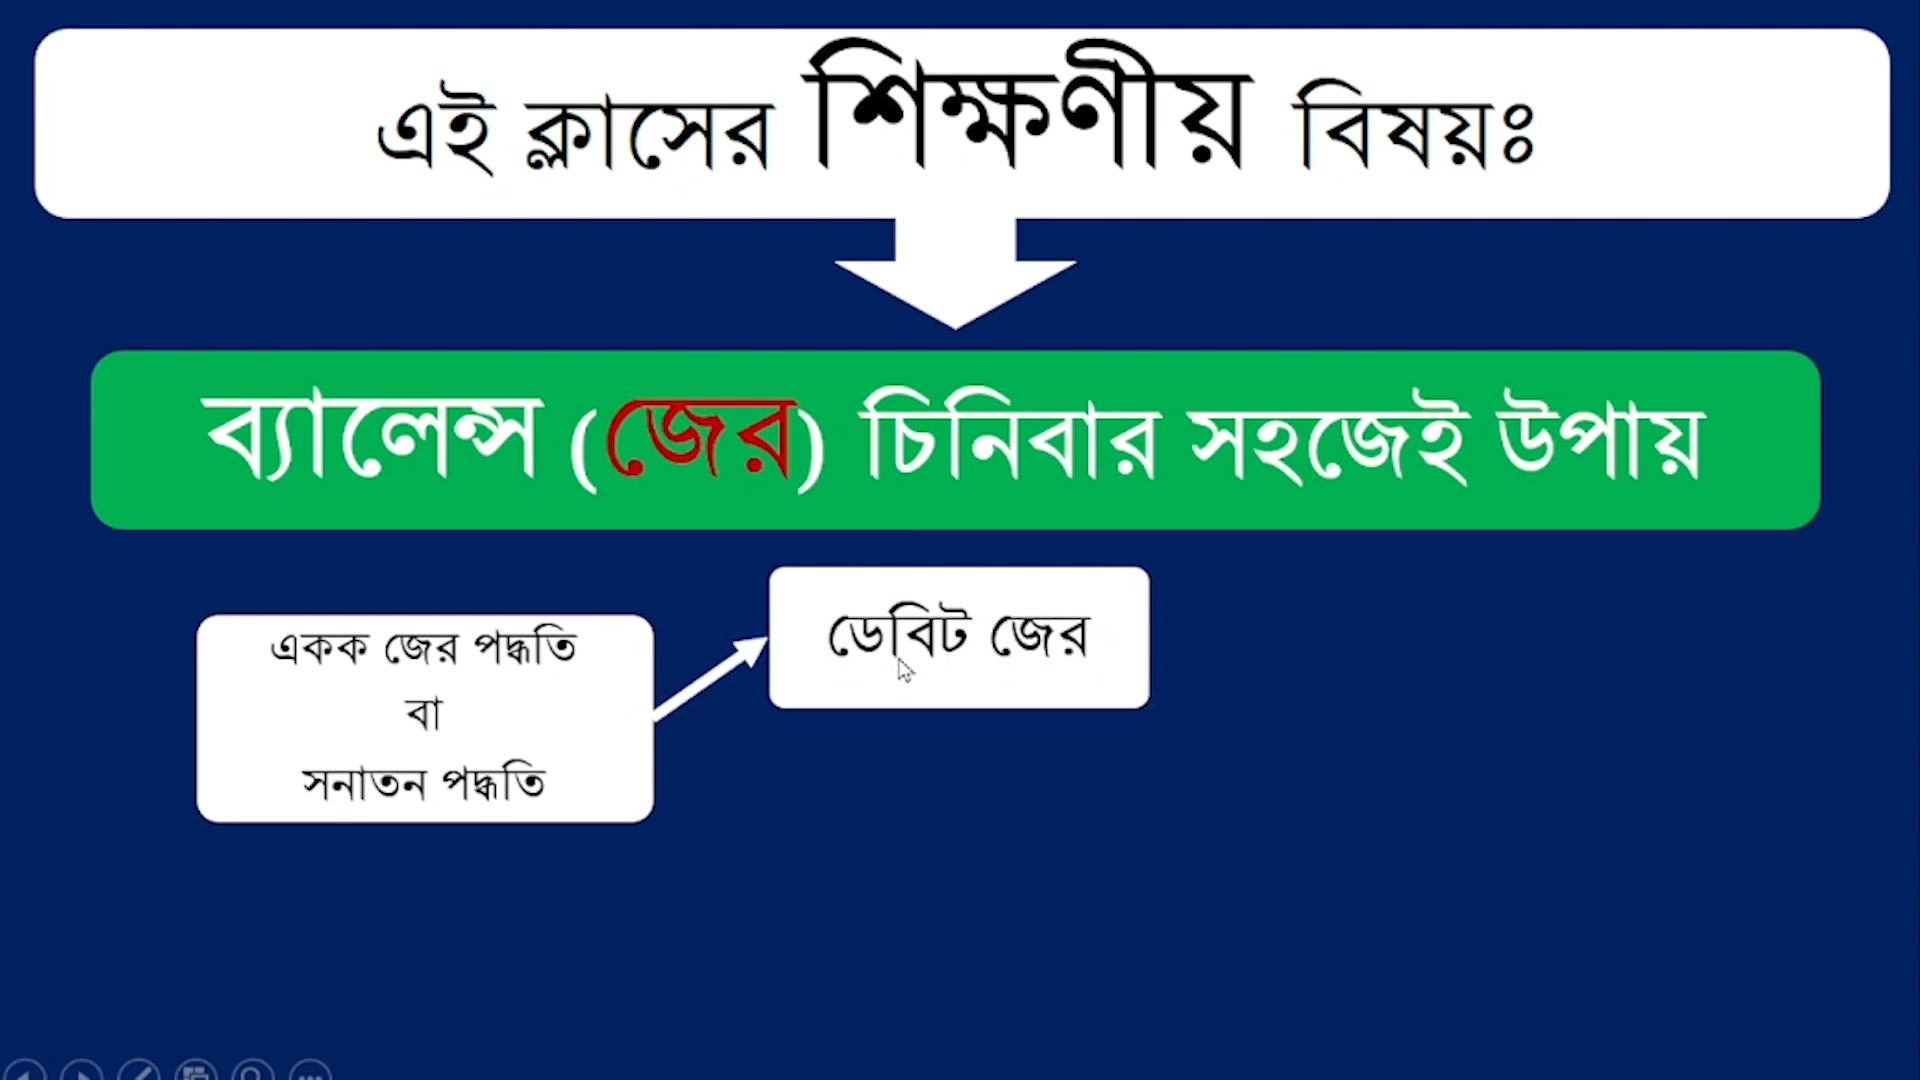 এই ক্লাসের শিক্ষণীয় বিষয়ঃ
ব্যালেন্স (জের) চিনিবার সহজেই উপায়
ডেবিট জের
একক জের পদ্ধতি
বা
সনাতন পদ্ধতি